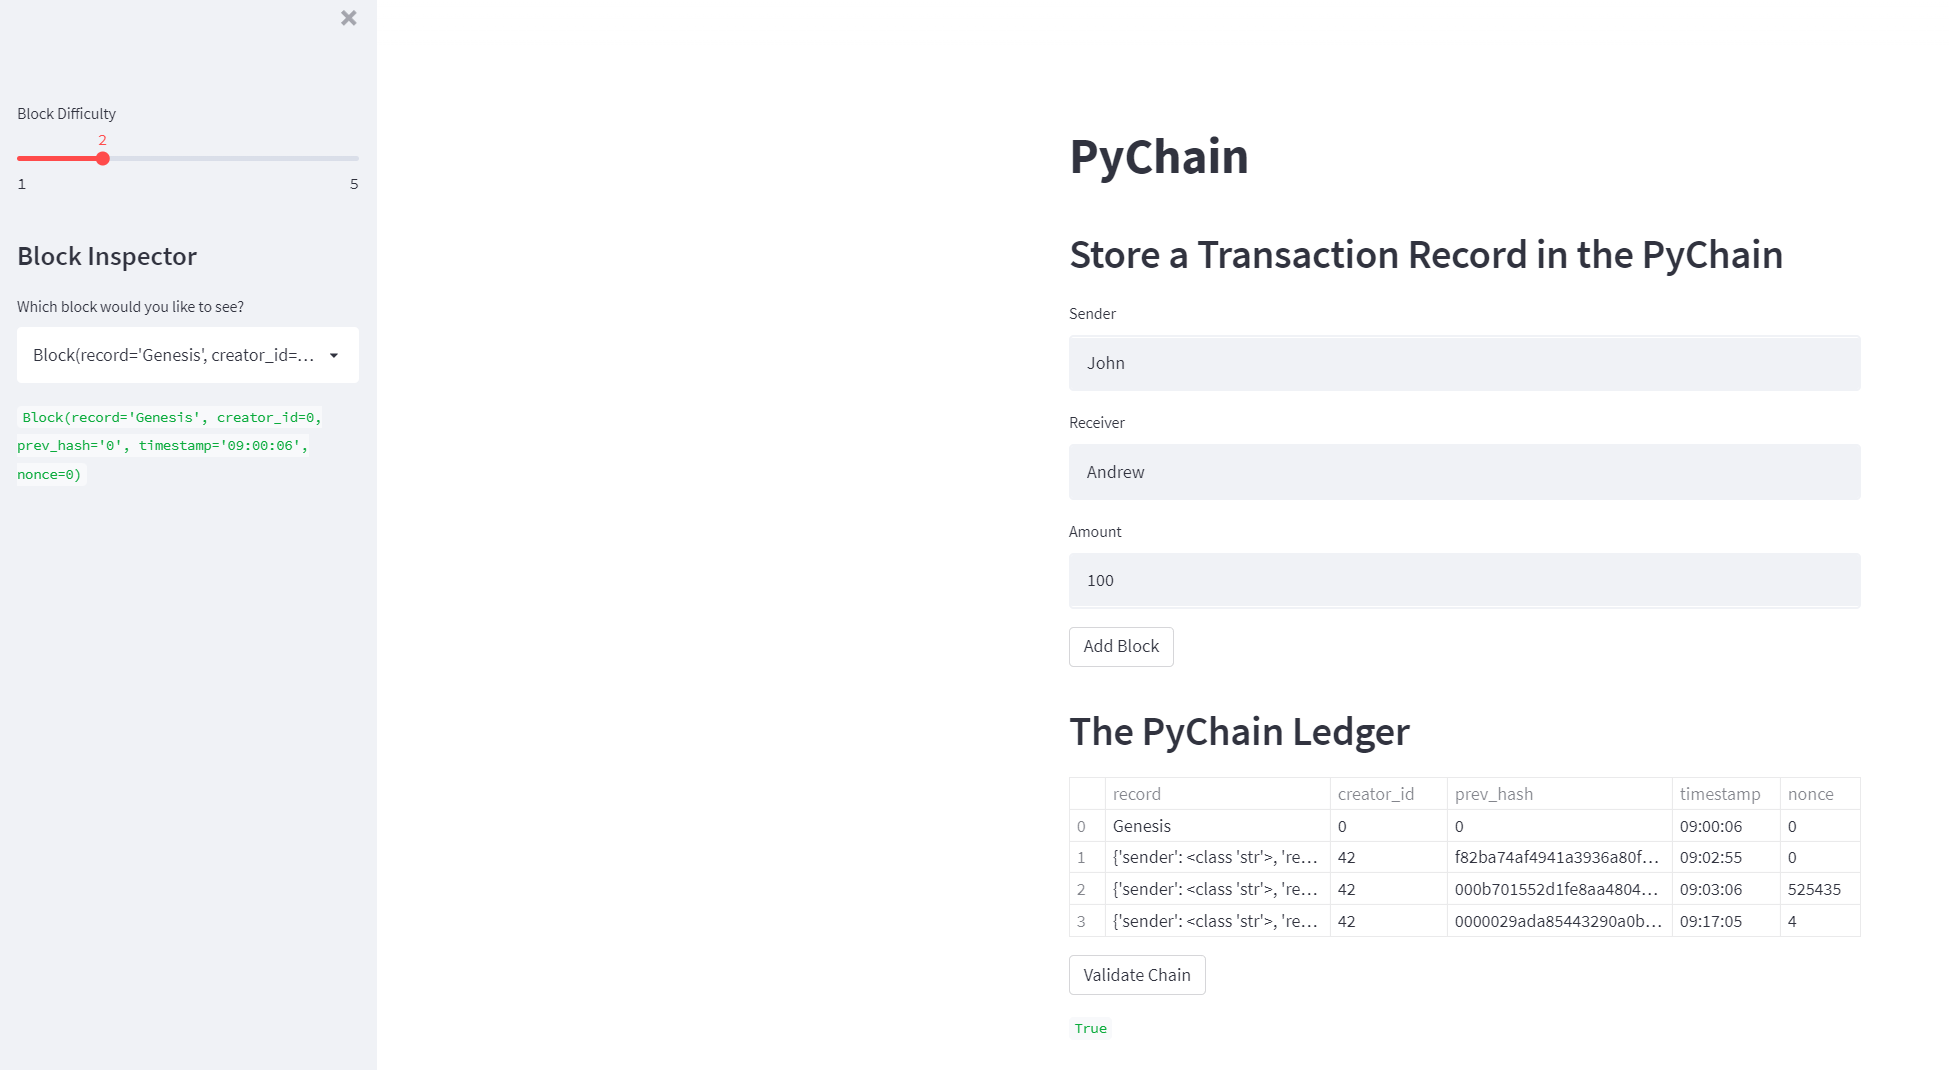 Block Difficulty
2
1 5
Block Inspector
Which block would you like to see?
Block(record='Genesis', creator_id=...
Block(record='Genesis', creator_id=0,
prev_hash='0', timestamp='09:00:06',
nonce=0)
PyChain
Store a Transaction Record in the PyChain
Sender
John
Receiver
Andrew
Amount
100
Add Block
The PyChain Ledger
record creator_id prev_hash timestamp nonce
0 Genesis 0 0 09:00:06 0
1 {'sender': <class 'str'>, 're... 42 f82ba74af4941a3936a80f... 09:02:55 0
2 {'sender': <class 'str'>, 're... 42 000b701552d1fe8aa4804... 09:03:06 525435
3 {'sender': <class 'str'>, 're... 42 0000029ada85443290a0b... 09:17:05 4
Validate Chain
True